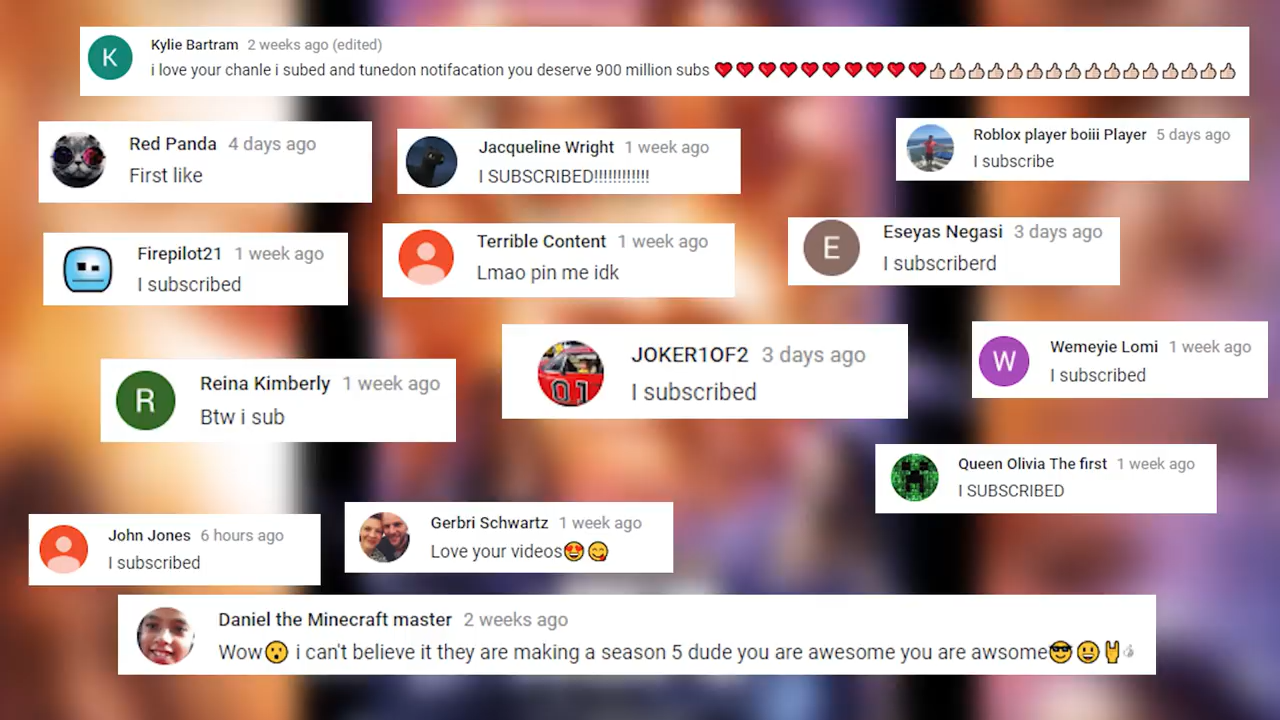 K
Kylie Bartram 2 weeks ago (edited)
i love your chanle i subed and tunedon notifacation you deserve 900 million subs ❤❤❤❤❤❤❤❤❤❤👍🏻👍🏻👍🏻👍🏻👍🏻👍🏻👍🏻👍🏻👍🏻👍🏻👍🏻👍🏻👍🏻👍🏻👍🏻👍🏻
Red Panda 4 days ago
First like
Jacqueline Wright 1 week ago
I SUBSCRIBED!!!!!!!!!!!!
Roblox player boiii Player 5 days ago
I subscribe
Firepilot21 1 week ago
I subscribed
Terrible Content 1 week ago
Lmao pin me idk
E
Eseyas Negasi 3 days ago
I subscriberd
R
Reina Kimberly 1 week ago
Btw i sub
01
JOKER1OF2 3 days ago
I subscribed
W
Wemeyie Lomi 1 week ago
I subscribed
Queen Olivia The first 1 week ago
I SUBSCRIBED
John Jones 6 hours ago
I subscribed
Gerbri Schwartz 1 week ago
Love your videos😍😋
Daniel the Minecraft master 2 weeks ago
Wow😮 i can't believe it they are making a season 5 dude you are awesome you are awsome😎😃🤘💣